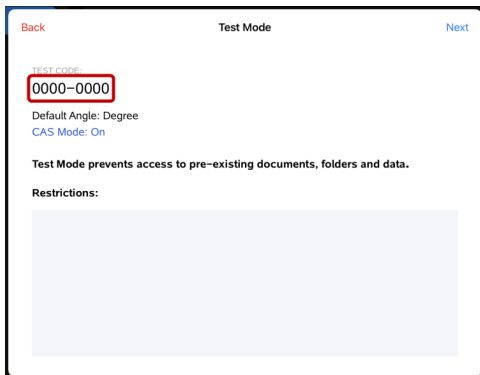 Back
Test Mode
Next
TEST CODE:
0000-0000
Default Angle: Degree
CAS Mode: On
Test Mode prevents access to pre-existing documents, folders and data.
Restrictions: